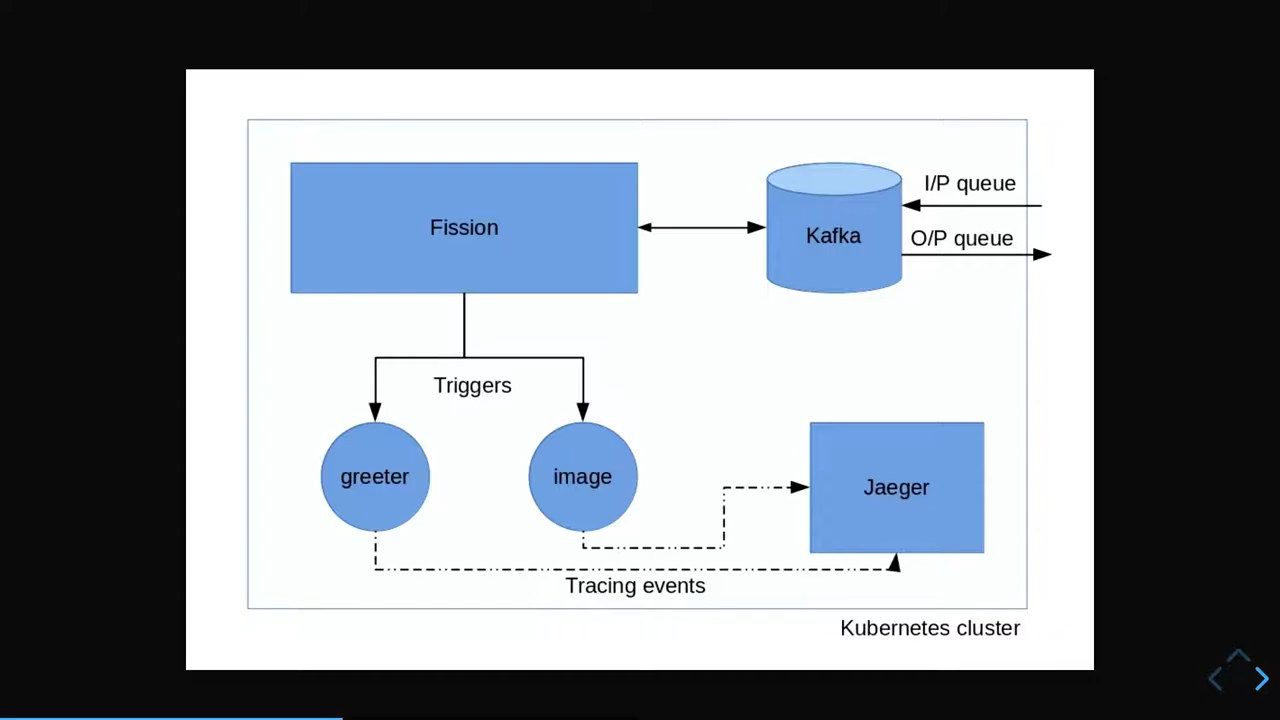 Fission
Kafka
I/P queue
O/P queue
Triggers
greeter
image
Jaeger
Tracing events
Kubernetes cluster